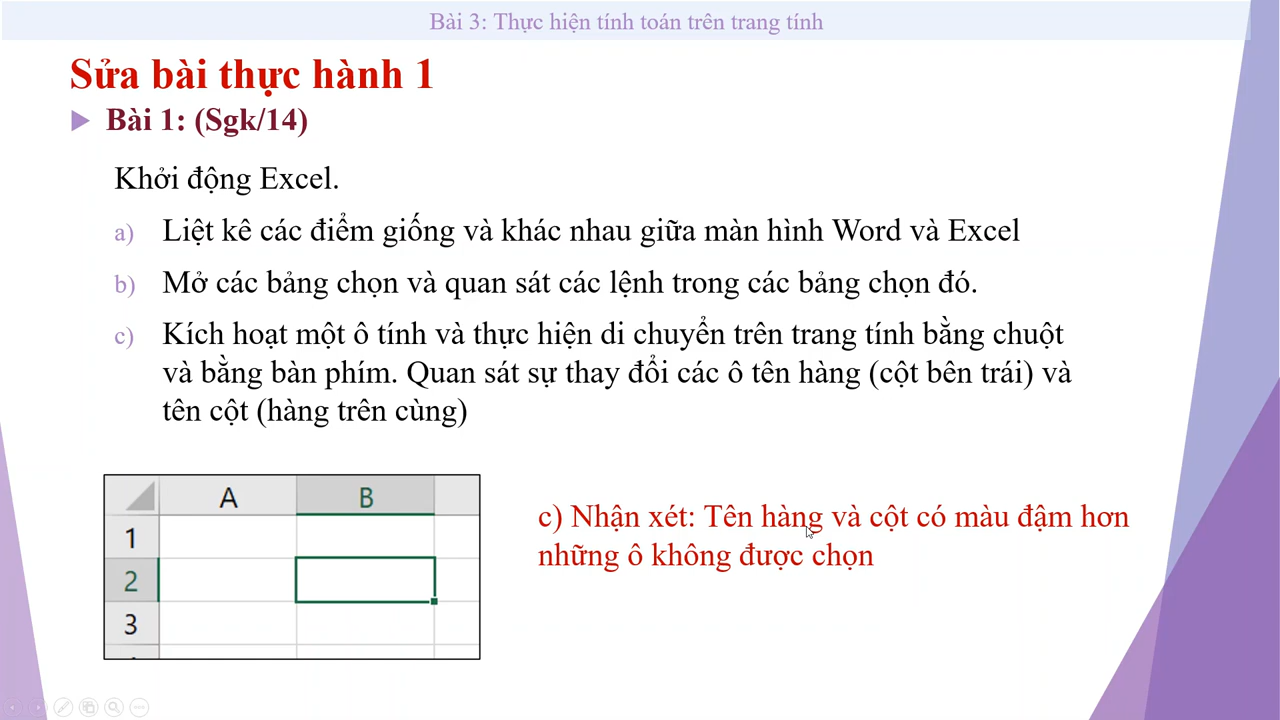 Bài 3: Thực hiện tính toán trên trang tính
Sửa bài thực hành 1
Bài 1: (Sgk/14)
Khởi động Excel.
a) Liệt kê các điểm giống và khác nhau giữa màn hình Word và Excel
b) Mở các bảng chọn và quan sát các lệnh trong các bảng chọn đó.
c) Kích hoạt một ô tính và thực hiện di chuyển trên trang tính bằng chuột
và bằng bàn phím. Quan sát sự thay đổi các ô tên hàng (cột bên trái) và
tên cột (hàng trên cùng)
A B
1
2
3
c) Nhận xét: Tên hàng và cột có màu đậm hơn
những ô không được chọn